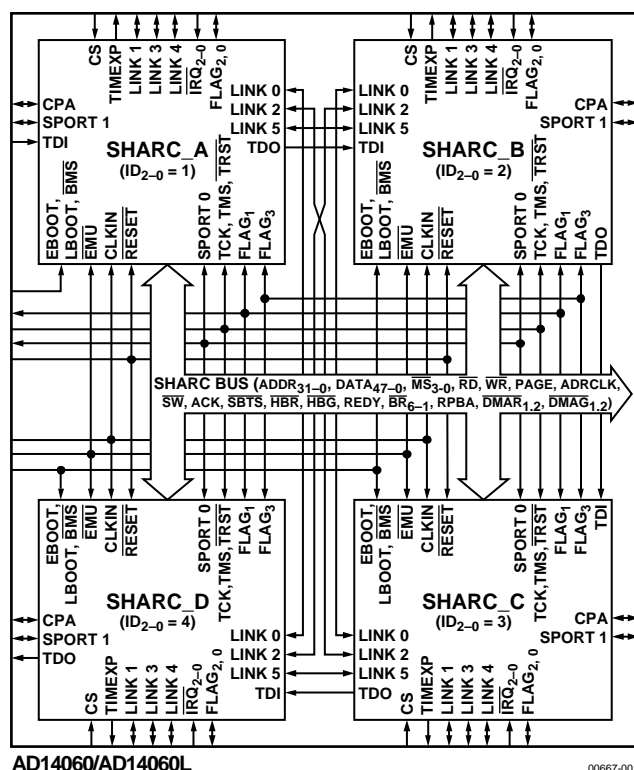 CS
TIMEXP
LINK 1
LINK 3
LINK 4
IRQ2–0
FLAG2, 0
CPA
SPORT 1
TDI
LINK 0
LINK 2
LINK 5
TDO
SHARC_A
(ID2–0 = 1)
EBOOT,
LBOOT, BMS
EMU
CLKIN
RESET
SPORT 0
TCK, TMS, TRST
FLAG1
FLAG3
CS
TIMEXP
LINK 1
LINK 3
LINK 4
IRQ2–0
FLAG2, 0
LINK 0
LINK 2
LINK 5
TDI
CPA
SPORT 1
SHARC_B
(ID2–0 = 2)
EBOOT,
LBOOT, BMS
EMU
CLKIN
RESET
SPORT 0
TCK, TMS, TRST
FLAG1
FLAG3
TDO
SHARC BUS (ADDR31–0, DATA47–0, MS3-0, RD, WR, PAGE, ADRCLK,
SW, ACK, SBTS, HBR, HBG, REDY, BR6–1, RPBA, DMAR1.2, DMAG1.2)
EBOOT,
LBOOT, BMS
EMU
CLKIN
RESET
SPORT 0
TCK,TMS,TRST
FLAG1
FLAG3
SHARC_D
(ID2–0 = 4)
CPA
SPORT 1
TDO
LINK 0
LINK 2
LINK 5
TDI
CS
TIMEXP
LINK 1
LINK 3
LINK 4
IRQ2–0
FLAG2, 0
EBOOT,
LBOOT, BMS
EMU
CLKIN
RESET
SPORT 0
TCK,TMS,TRST
FLAG1
FLAG3
TDI
SHARC_C
(ID2–0 = 3)
LINK 0
LINK 2
LINK 5
TDO
CPA
SPORT 1
CS
TIMEXP
LINK 1
LINK 3
LINK 4
IRQ2–0
FLAG2, 0
AD14060/AD14060L
00667-00